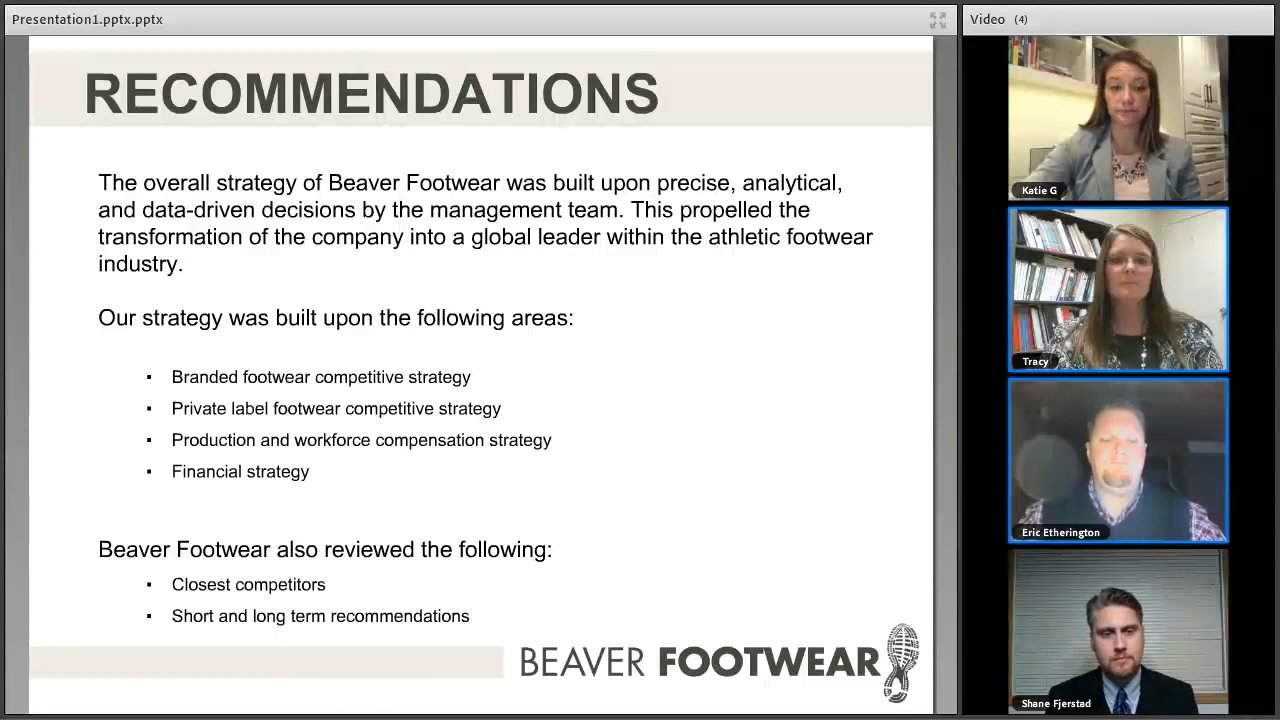 Presentation1.pptx.pptx
RECOMMENDATIONS
The overall strategy of Beaver Footwear was built upon precise, analytical,
and data-driven decisions by the management team. This propelled the
transformation of the company into a global leader within the athletic footwear
industry.
Our strategy was built upon the following areas:
▪ Branded footwear competitive strategy
▪ Private label footwear competitive strategy
▪ Production and workforce compensation strategy
▪ Financial strategy
Beaver Footwear also reviewed the following:
▪ Closest competitors
▪ Short and long term recommendations
BEAVER FOOTWEAR
Video (4)
Katie G
Tracy
Eric Etherington
Shane Fjerstad